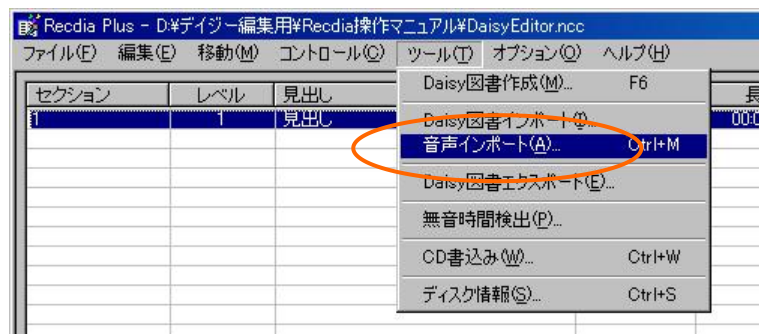 Recdia Plus - D:¥デイジー編集用¥Recdia操作マニュアル¥DaisyEditor.ncc
ファイル(F) 編集(E) 移動(M) コントロール(C) ツール(T) オプション(O) ヘルプ(H)
セクション レベル 見出し 長
1 1 見出し 00:0
Daisy図書作成(M)... F6
Daisy図書インポート(I)...
音声インポート(A)... Ctrl+M
Daisy図書エクスポート(E)...
無音時間検出(P)...
CD書込み(W)... Ctrl+W
ディスク情報(S)... Ctrl+S